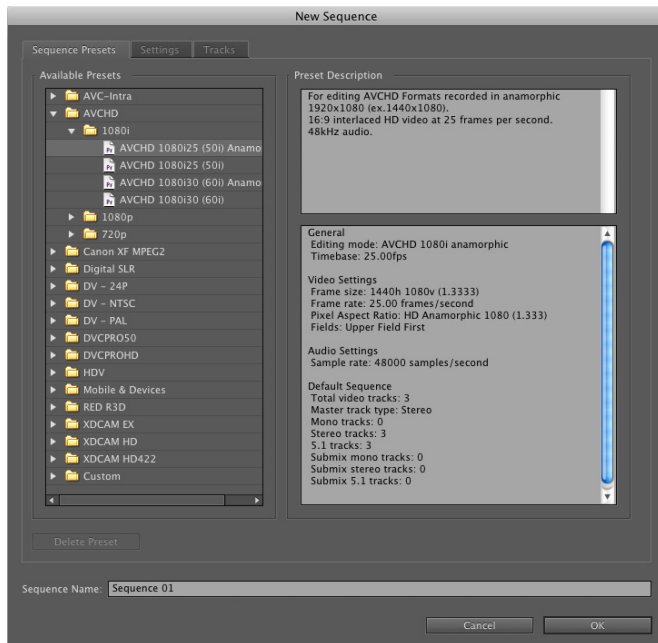 New Sequence
Sequence Presets
Settings
Tracks
Available Presets
AVC-Intra
AVCHD
1080i
AVCHD 1080i25 (50i) Anamo
AVCHD 1080i25 (50i)
AVCHD 1080i30 (60i) Anamo
AVCHD 1080i30 (60i)
1080p
720p
Canon XF MPEG2
Digital SLR
DV - 24P
DV - NTSC
DV - PAL
DVCPRO50
DVCPROHD
HDV
Mobile & Devices
RED R3D
XDCAM EX
XDCAM HD
XDCAM HD422
Custom
Delete Preset
Preset Description
For editing AVCHD Formats recorded in anamorphic
1920x1080 (ex.1440x1080).
16:9 interlaced HD video at 25 frames per second.
48kHz audio.
General
Editing mode: AVCHD 1080i anamorphic
Timebase: 25.00fps
Video Settings
Frame size: 1440h 1080v (1.3333)
Frame rate: 25.00 frames/second
Pixel Aspect Ratio: HD Anamorphic 1080 (1.333)
Fields: Upper Field First
Audio Settings
Sample rate: 48000 samples/second
Default Sequence
Total video tracks: 3
Master track type: Stereo
Mono tracks: 0
Stereo tracks: 3
5.1 tracks: 3
Submix mono tracks: 0
Submix stereo tracks: 0
Submix 5.1 tracks: 0
Sequence Name: Sequence 01
Cancel
OK